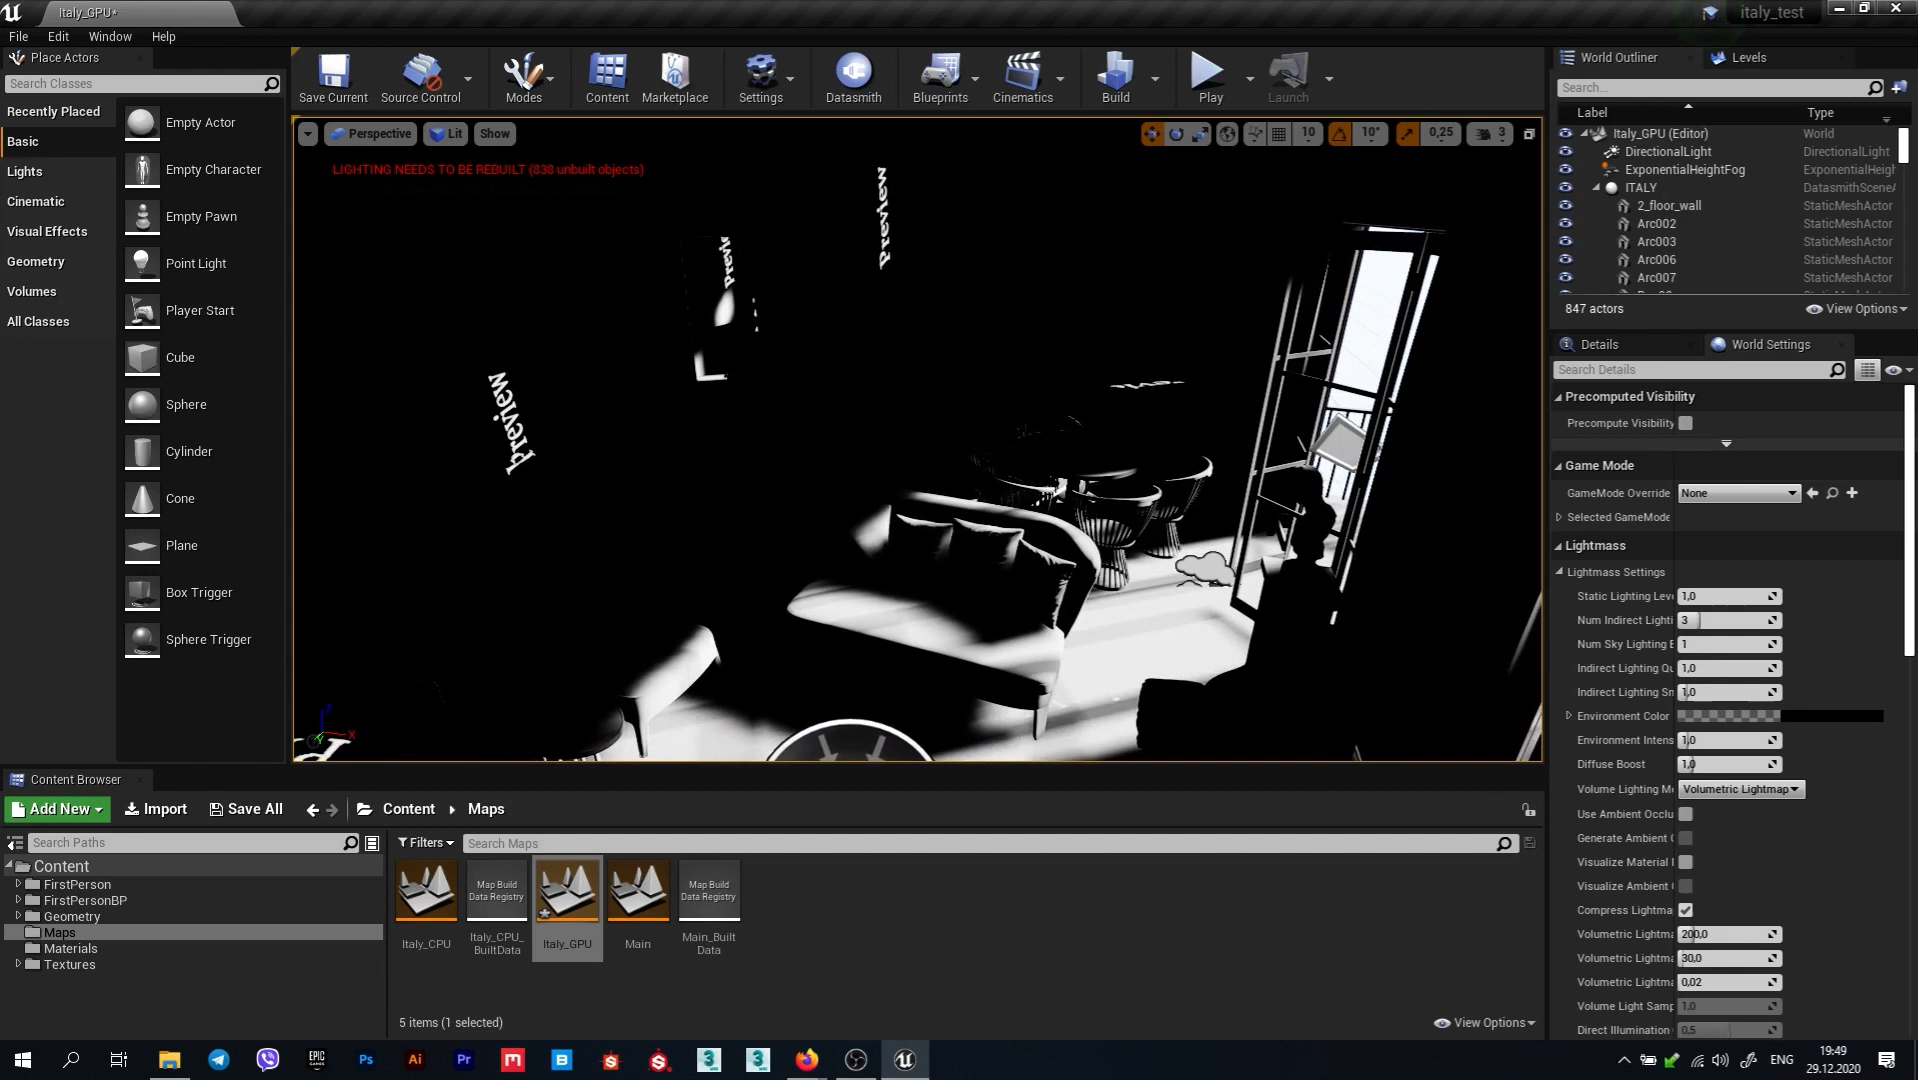 Italy_GPU*
italy_test
File Edit Window Help
Place Actors
Search Classes
Recently Placed
Basic
Lights
Cinematic
Visual Effects
Geometry
Volumes
All Classes
Empty Actor
Empty Character
Empty Pawn
Point Light
Player Start
Cube
Sphere
Cylinder
Cone
Plane
Box Trigger
Sphere Trigger
Save Current
Source Control
Modes
Content
Marketplace
Settings
Datasmith
Blueprints
Cinematics
Build
Play
Launch
Perspective
Lit
Show
10
10°
0,25
3
LIGHTING NEEDS TO BE REBUILT (838 unbuilt objects)
Preview
Preview
Preview
World Outliner
Levels
Search...
Label Type
Italy_GPU (Editor) World
DirectionalLight DirectionalLight
ExponentialHeightFog ExponentialHeigh
ITALY DatasmithSceneA
2_floor_wall StaticMeshActor
Arc002 StaticMeshActor
Arc003 StaticMeshActor
Arc006 StaticMeshActor
Arc007 StaticMeshActor
847 actors
View Options
Details
World Settings
Search Details
Precomputed Visibility
Precompute Visibility
Game Mode
GameMode Override None
Selected GameMode
Lightmass
Lightmass Settings
Static Lighting Leve 1,0
Num Indirect Lighti 3
Num Sky Lighting B 1
Indirect Lighting Qu 1,0
Indirect Lighting Sm 1,0
Environment Color
Environment Intens 1,0
Diffuse Boost 1,0
Volume Lighting Me Volumetric Lightmap
Use Ambient Occlu
Generate Ambient O
Visualize Material D
Visualize Ambient O
Compress Lightma
Volumetric Lightma 200,0
Volumetric Lightma 30,0
Volumetric Lightma 0,02
Volume Light Samp 1,0
Direct Illumination 0,5
Content Browser
Add New
Import
Save All
Content
Maps
Search Paths
Filters
Search Maps
Content
FirstPerson
FirstPersonBP
Geometry
Maps
Materials
Textures
Map Build
Data Registry
Map Build
Data Registry
Italy_CPU
Italy_CPU_
BuiltData
Italy_GPU
Main
Main_Built
Data
5 items (1 selected)
View Options
EPIC
GAMES
Ps
Ai
Pr
3
3
ENG
19:49
29.12.2020